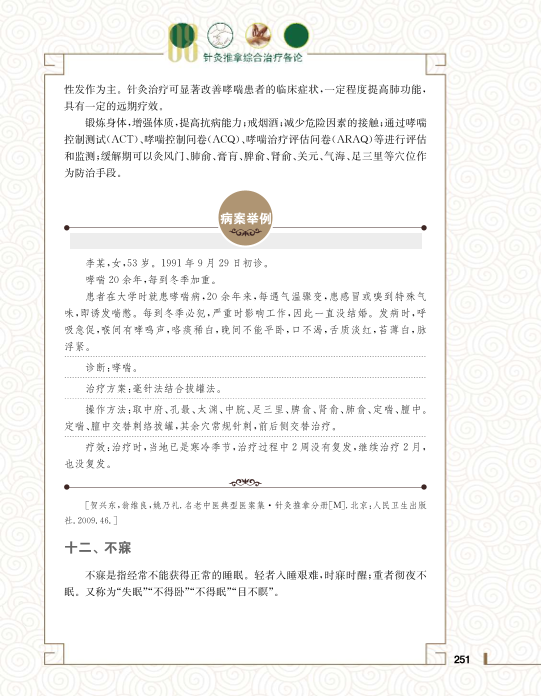 08 针灸推拿综合治疗各论
性发作为主。针灸治疗可显著改善哮喘患者的临床症状,一定程度提高肺功能,
具有一定的远期疗效。
锻炼身体,增强体质,提高抗病能力;戒烟酒;减少危险因素的接触;通过哮喘
控制测试(ACT)、哮喘控制问卷(ACQ)、哮喘治疗评估问卷(ARAQ)等进行评估
和监测;缓解期可以灸风门、肺俞、膏肓、脾俞、肾俞、关元、气海、足三里等穴位作
为防治手段。
病案举例
李某,女,53 岁。1991 年 9 月 29 日初诊。
哮喘 20 余年,每到冬季加重。
患者在大学时就患哮喘病,20 余年来,每遇气温骤变,患感冒或嗅到特殊气
味,即诱发喘憋。每到冬季必犯,严重时影响工作,因此一直没结婚。发病时,呼
吸急促,喉间有哮鸣声,咯痰稀白,晚间不能平卧,口不渴,舌质淡红,苔薄白,脉
浮紧。
诊断:哮喘。
治疗方案:毫针法结合拔罐法。
操作方法:取中府、孔最、太渊、中脘、足三里、脾俞、肾俞、肺俞、定喘、膻中。
定喘、膻中交替刺络拔罐,其余穴常规针刺,前后侧交替治疗。
疗效:治疗时,当地已是寒冷季节,治疗过程中 2 周没有复发,继续治疗 2 月,
也没复发。
[贺兴东,翁维良,姚乃礼.名老中医典型医案集·针灸推拿分册[M].北京:人民卫生出版
社.2009,46.]
十二、不寐
不寐是指经常不能获得正常的睡眠。轻者入睡艰难,时寐时醒;重者彻夜不
眠。又称为“失眠”“不得卧”“不得眠”“目不瞑”。
251